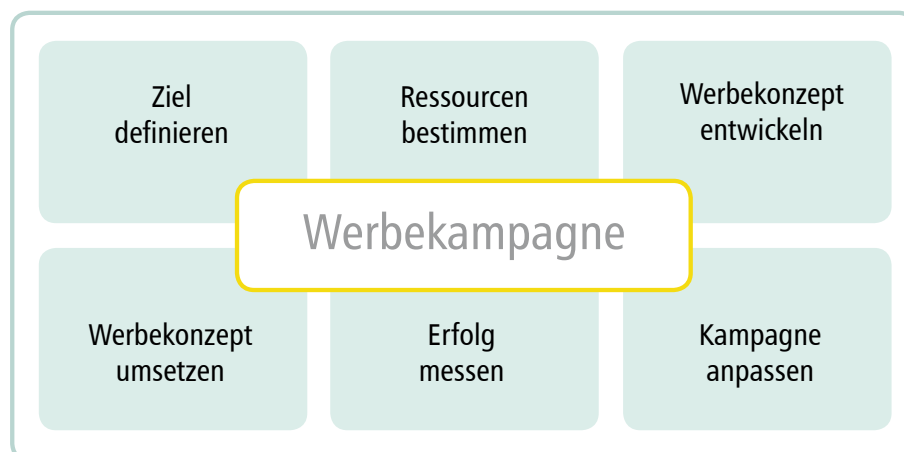 Ziel
definieren
Ressourcen
bestimmen
Werbekonzept
entwickeln
Werbekampagne
Werbekonzept
umsetzen
Erfolg
messen
Kampagne
anpassen